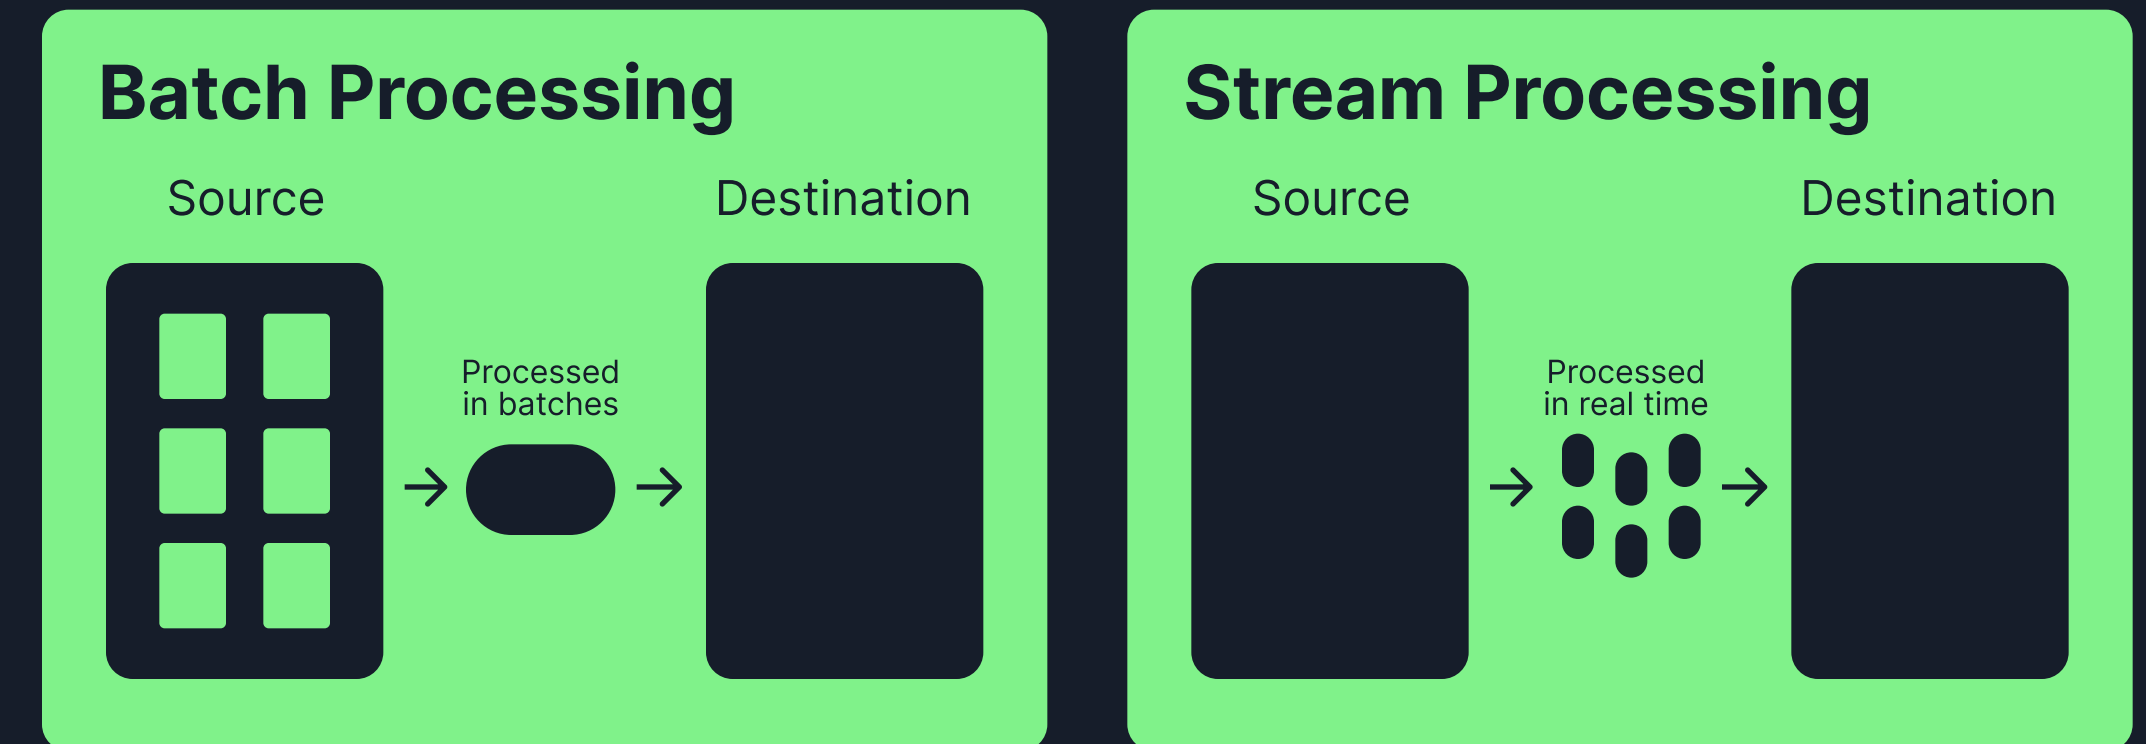 Batch Processing
Source
Destination
Processed
in batches
Stream Processing
Source
Destination
Processed
in real time